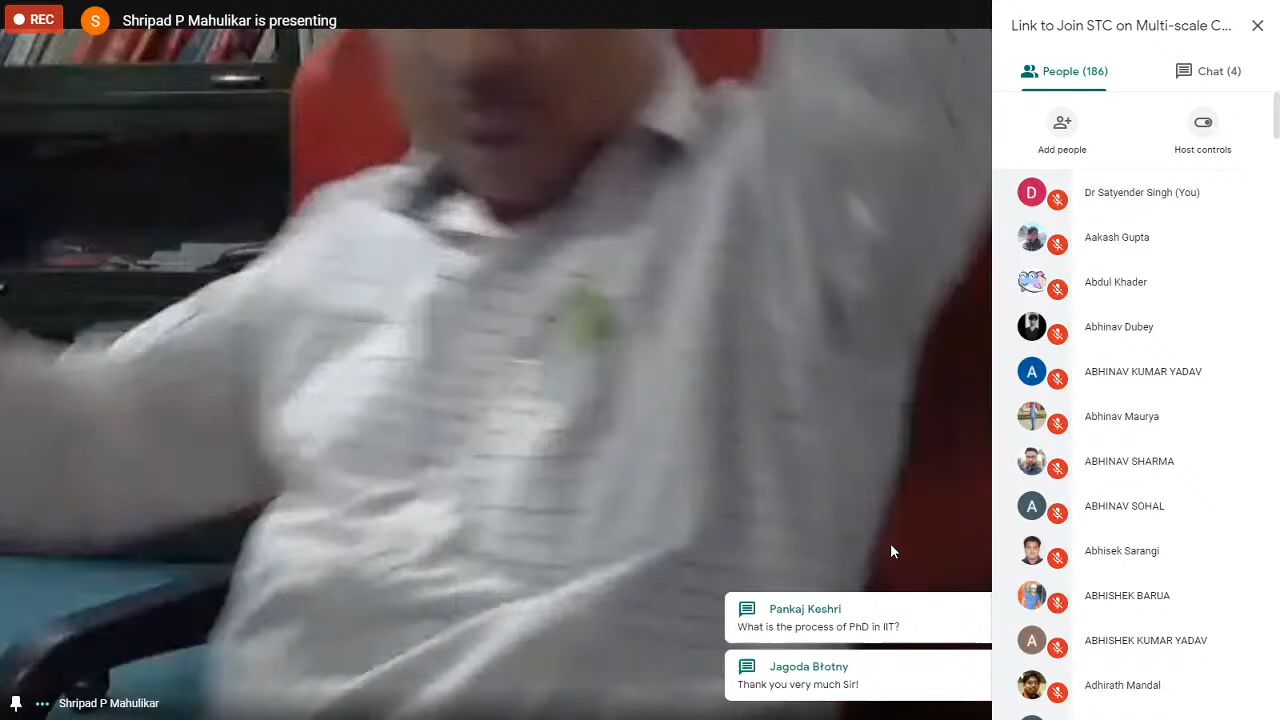 REC
S
Shripad P Mahulikar is presenting
Link to Join STC on Multi-scale C...
People (186)
Chat (4)
Add people
Host controls
D
Dr Satyender Singh (You)
Aakash Gupta
Abdul Khader
Abhinav Dubey
A
ABHINAV KUMAR YADAV
Abhinav Maurya
ABHINAV SHARMA
A
ABHINAV SOHAL
Abhisek Sarangi
ABHISHEK BARUA
A
ABHISHEK KUMAR YADAV
Adhirath Mandal
Pankaj Keshri
What is the process of PhD in IIT?
Jagoda Błotny
Thank you very much Sir!
Shripad P Mahulikar